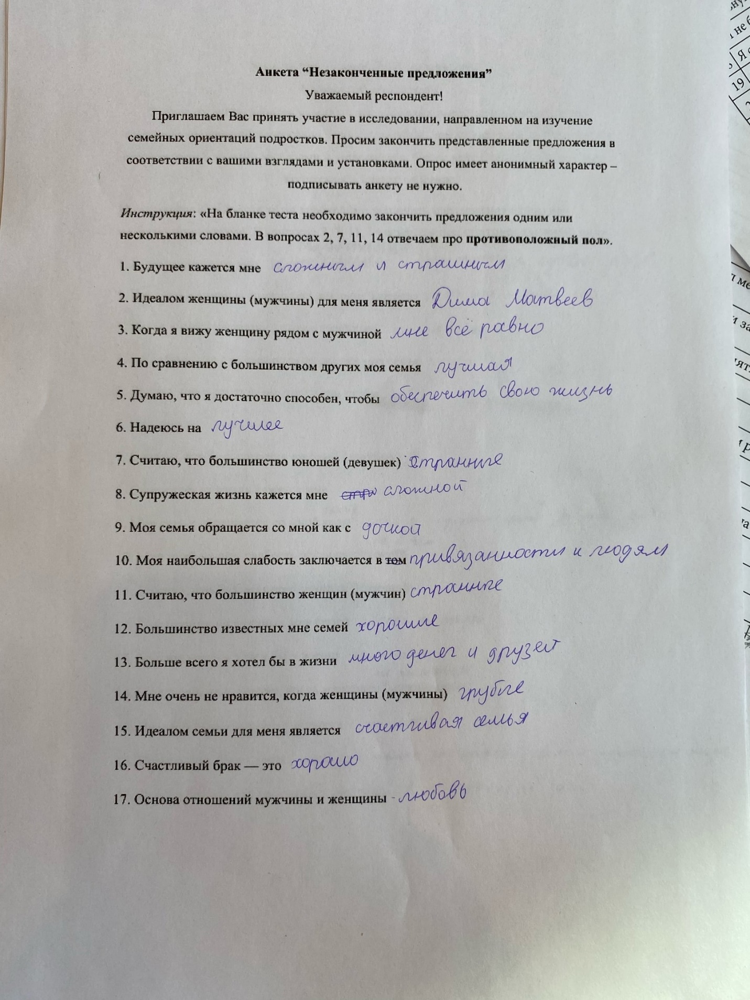 Анкета “Незаконченные предложения”
Уважаемый респондент!
Приглашаем Вас принять участие в исследовании, направленном на изучение
семейных ориентаций подростков. Просим закончить представленные предложения в
соответствии с вашими взглядами и установками. Опрос имеет анонимный характер –
подписывать анкету не нужно.
Инструкция: «На бланке теста необходимо закончить предложения одним или
несколькими словами. В вопросах 2, 7, 11, 14 отвечаем про противоположный пол».
1. Будущее кажется мне сложным и страшным
2. Идеалом женщины (мужчины) для меня является Дима Матвеев
3. Когда я вижу женщину рядом с мужчиной мне всё равно
4. По сравнению с большинством других моя семья лучшая
5. Думаю, что я достаточно способен, чтобы обеспечить свою жизнь
6. Надеюсь на лучшее
7. Считаю, что большинство юношей (девушек) странные
8. Супружеская жизнь кажется мне сложной
9. Моя семья обращается со мной как с дочкой
10. Моя наибольшая слабость заключается в том привязанности к людям
11. Считаю, что большинство женщин (мужчин) странные
12. Большинство известных мне семей хорошие
13. Больше всего я хотел бы в жизни много денег и друзей
14. Мне очень не нравится, когда женщины (мужчины) грубые
15. Идеалом семьи для меня является счастливая семья
16. Счастливый брак — это хорошо
17. Основа отношений мужчины и женщины - любовь
19